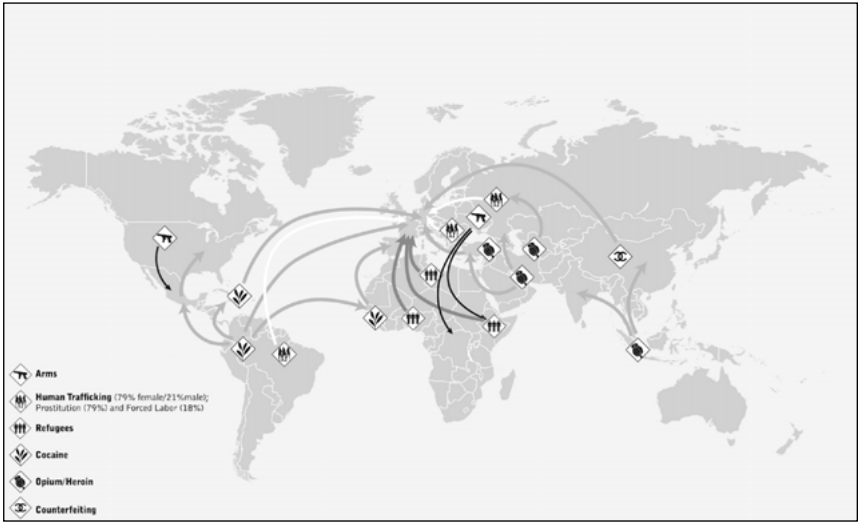 Arms
Human Trafficking (79% female/21%male);
Prostitution (79%) and Forced Labor (18%)
Refugees
Cocaine
Opium/Heroin
Counterfeiting